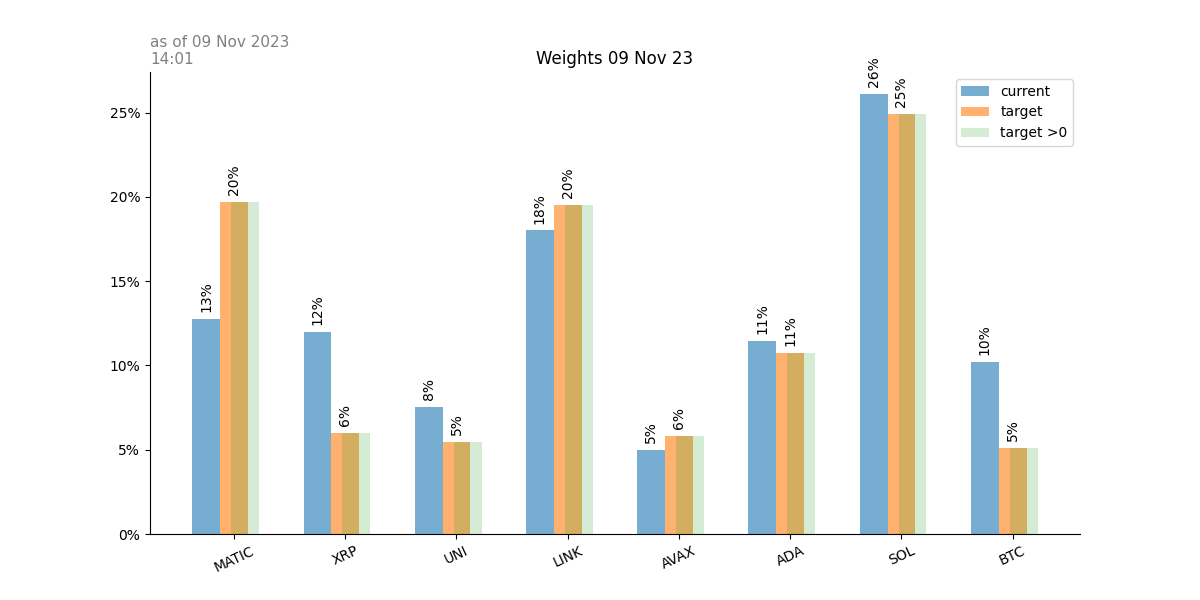 as of 09 Nov 2023
14:01
Weights 09 Nov 23
current
target
target >0
25%
20%
15%
10%
5%
0%
13%
20%
12%
6%
8%
5%
18%
20%
5%
6%
11%
11%
26%
25%
10%
5%
MATIC
XRP
UNI
LINK
AVAX
ADA
SOL
BTC